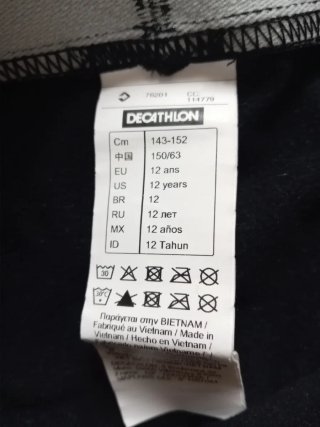 76201 CC:
114779
DECATHLON
Cm 143-152
中国 150/63
EU 12 ans
US 12 years
BR 12
RU 12 лет
MX 12 años
ID 12 Tahun
30
30°C
Παράγεται στην ΒΙΕΤΝΑΜ /
Fabriqué au Vietnam / Made in
Vietnam / Hecho en Vietnam /